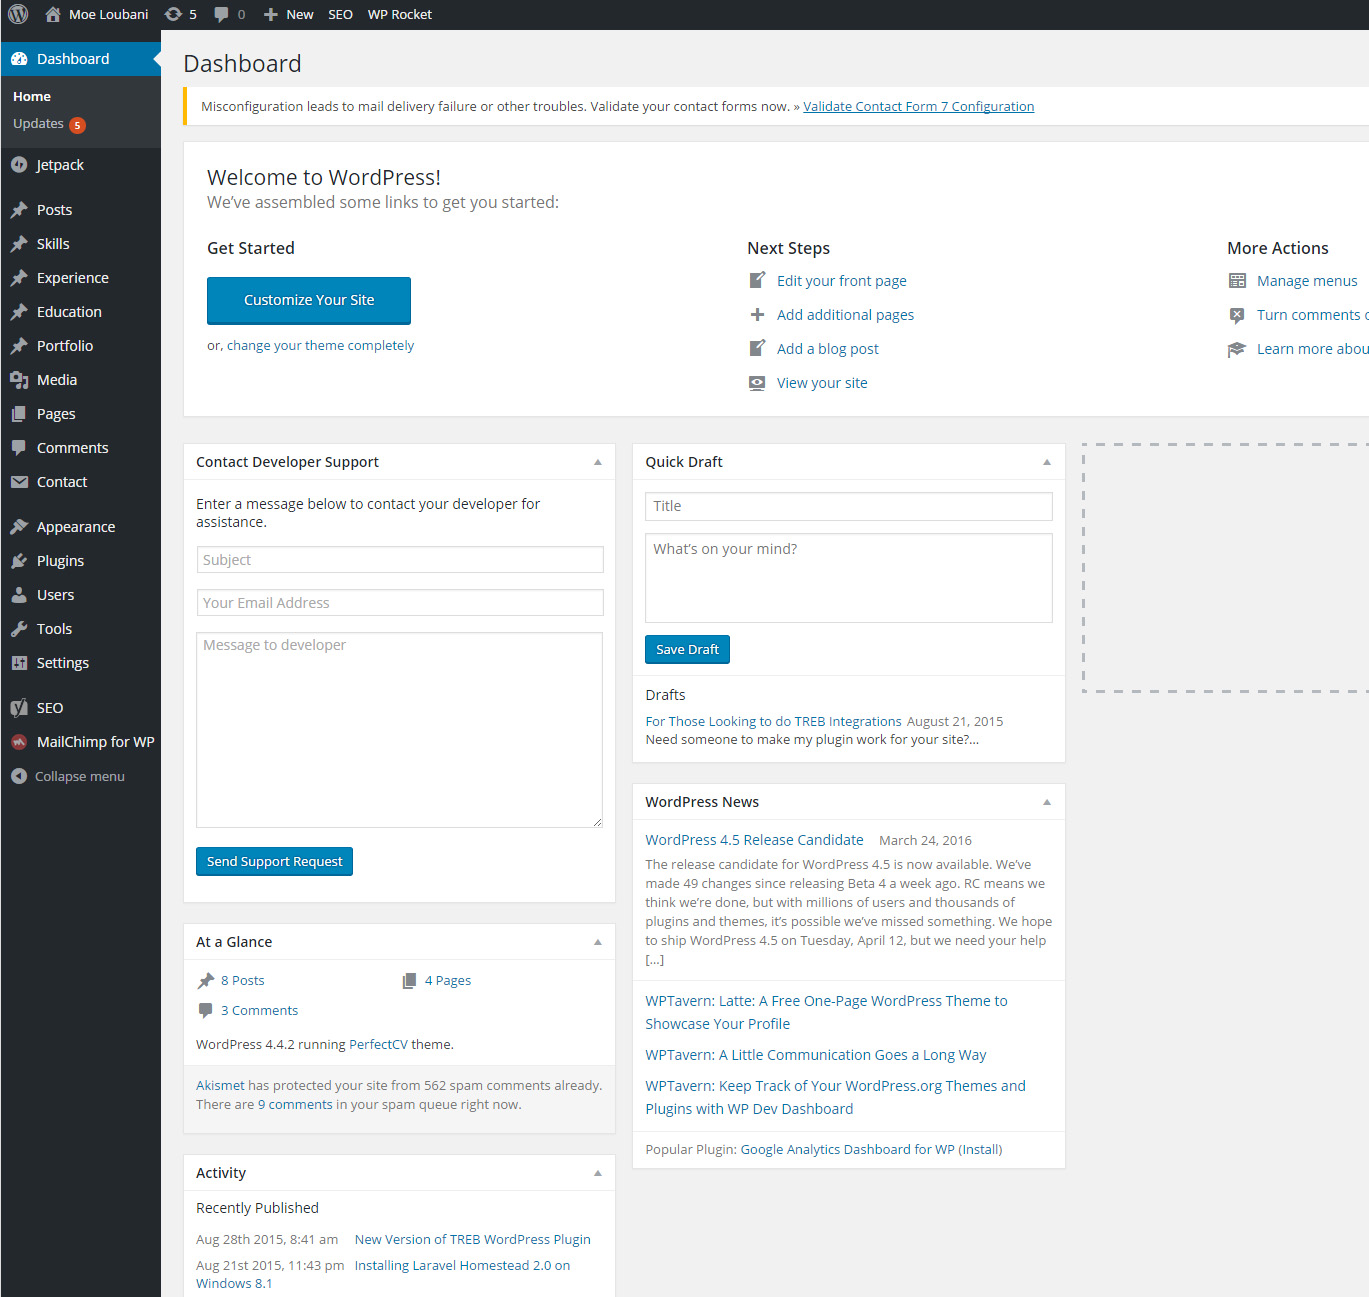 Moe Loubani 5 0 New SEO WP Rocket
Dashboard
Home
Updates 5
Jetpack
Posts
Skills
Experience
Education
Portfolio
Media
Pages
Comments
Contact
Appearance
Plugins
Users
Tools
Settings
SEO
MailChimp for WP
Collapse menu
Dashboard
Misconfiguration leads to mail delivery failure or other troubles. Validate your contact forms now. » Validate Contact Form 7 Configuration
Welcome to WordPress!
We’ve assembled some links to get you started:
Get Started
Customize Your Site
or, change your theme completely
Next Steps
Edit your front page
Add additional pages
Add a blog post
View your site
More Actions
Manage menus
Turn comments
Learn more
Contact Developer Support
Enter a message below to contact your developer for
assistance.
Subject
Your Email Address
Message to developer
Send Support Request
At a Glance
8 Posts 4 Pages
3 Comments
WordPress 4.4.2 running PerfectCV theme.
Akismet has protected your site from 562 spam comments already.
There are 9 comments in your spam queue right now.
Activity
Recently Published
Aug 28th 2015, 8:41 am New Version of TREB WordPress Plugin
Aug 21st 2015, 11:43 pm Installing Laravel Homestead 2.0 on
Windows 8.1
Quick Draft
Title
What’s on your mind?
Save Draft
Drafts
For Those Looking to do TREB Integrations August 21, 2015
Need someone to make my plugin work for your site?…
WordPress News
WordPress 4.5 Release Candidate March 24, 2016
The release candidate for WordPress 4.5 is now available. We’ve
made 49 changes since releasing Beta 4 a week ago. RC means we
think we’re done, but with millions of users and thousands of
plugins and themes, it’s possible we’ve missed something. We hope
to ship WordPress 4.5 on Tuesday, April 12, but we need your help
[…]
WPTavern: Latte: A Free One-Page WordPress Theme to
Showcase Your Profile
WPTavern: A Little Communication Goes a Long Way
WPTavern: Keep Track of Your WordPress.org Themes and
Plugins with WP Dev Dashboard
Popular Plugin: Google Analytics Dashboard for WP (Install)